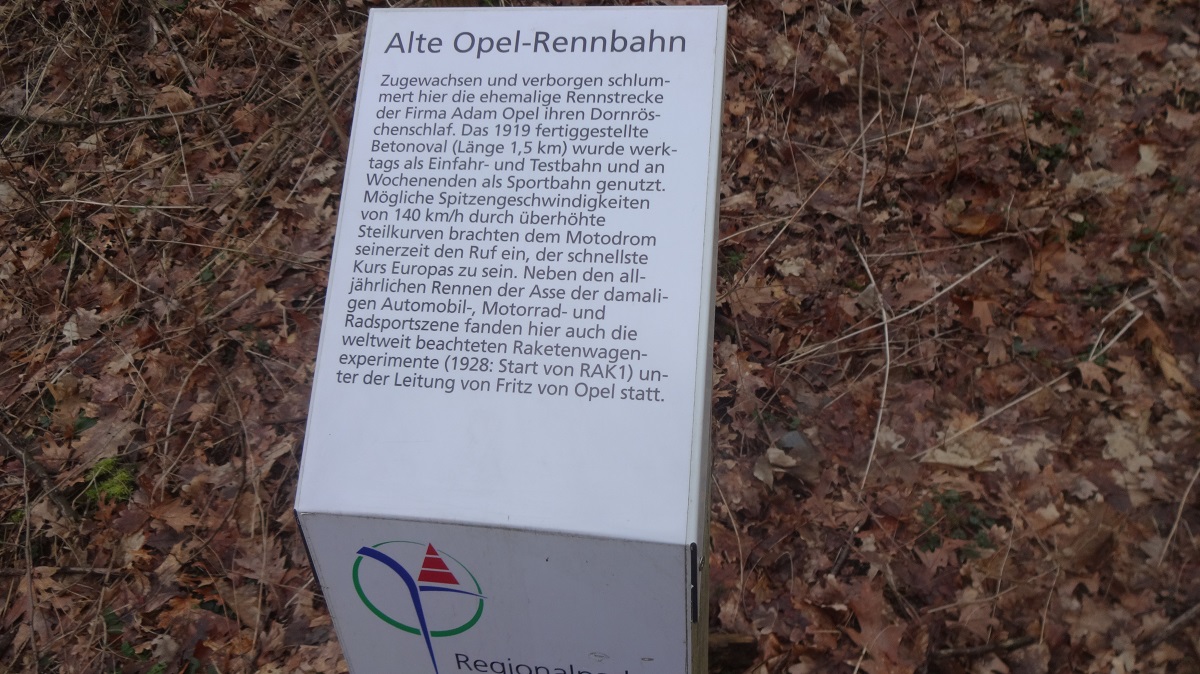 Alte Opel-Rennbahn
Zugewachsen und verborgen schlum-
mert hier die ehemalige Rennstrecke
der Firma Adam Opel ihren Dornrös-
chenschlaf. Das 1919 fertiggestellte
Betonoval (Länge 1,5 km) wurde werk-
tags als Einfahr- und Testbahn und an
Wochenenden als Sportbahn genutzt.
Mögliche Spitzengeschwindigkeiten
von 140 km/h durch überhöhte
Steilkurven brachten dem Motodrom
seinerzeit den Ruf ein, der schnellste
Kurs Europas zu sein. Neben den all-
jährlichen Rennen der Asse der damali-
gen Automobil-, Motorrad- und
Radsportszene fanden hier auch die
weltweit beachteten Raketenwagen-
experimente (1928: Start von RAK1) un-
ter der Leitung von Fritz von Opel statt.